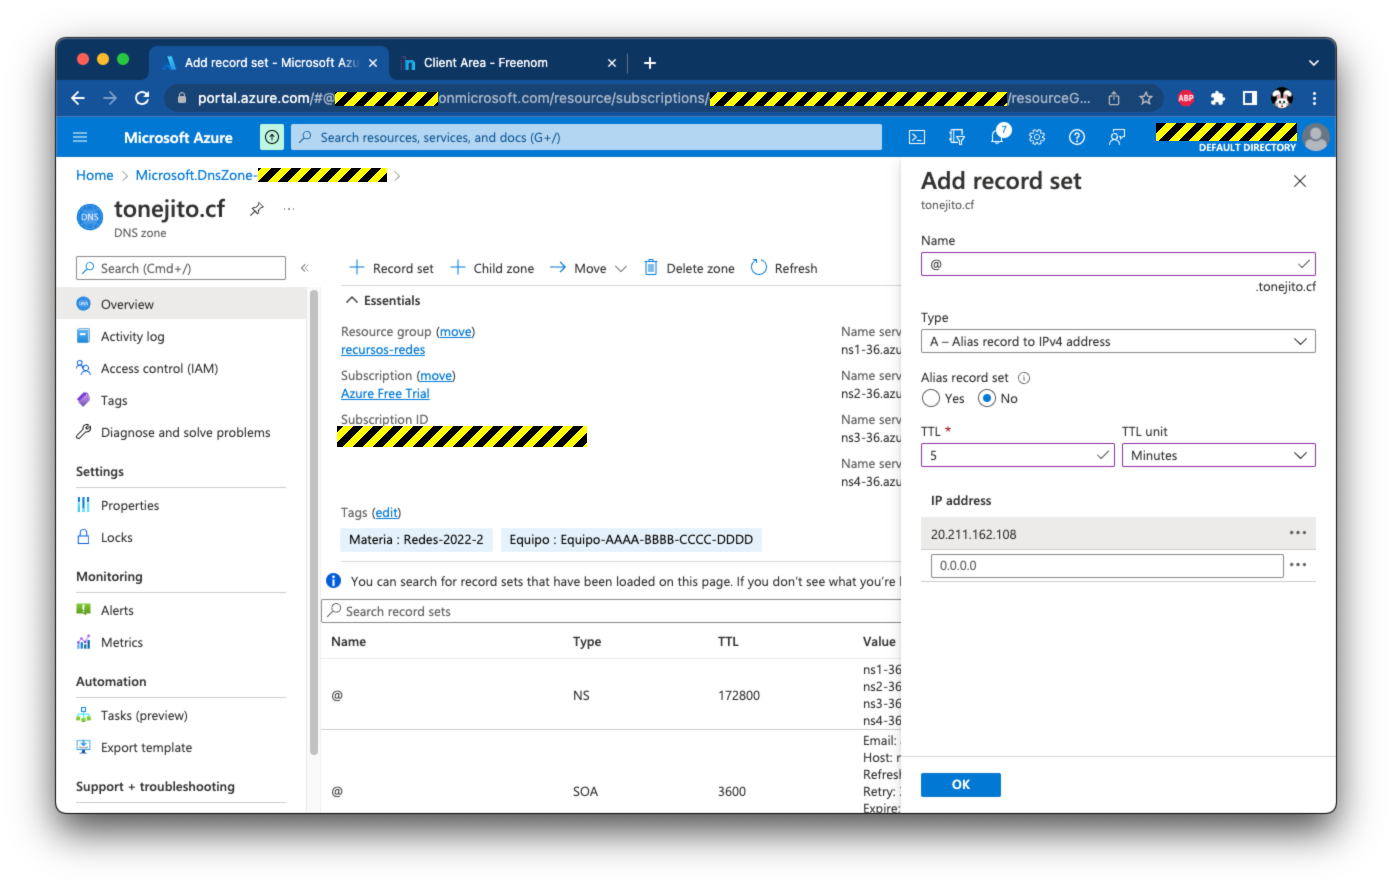 Add record set - Microsoft Azu
Client Area - Freenom
portal.azure.com/#@
onmicrosoft.com/resource/subscriptions/
/resourceG...
ABP
Microsoft Azure
Search resources, services, and docs (G+/)
7
DEFAULT DIRECTORY
Home > Microsoft.DnsZone-
>
DNS
tonejito.cf
...
DNS zone
Search (Cmd+/)
«
Overview
Activity log
Access control (IAM)
Tags
Diagnose and solve problems
Settings
Properties
Locks
Monitoring
Alerts
Metrics
Automation
Tasks (preview)
Export template
Support + troubleshooting
Record set
Child zone
Move
Delete zone
Refresh
Essentials
Resource group (move)
recursos-redes
Subscription (move)
Azure Free Trial
Subscription ID
Name serv
ns1-36.azu
Name serv
ns2-36.azu
Name serv
ns3-36.azu
Name serv
ns4-36.azu
Tags (edit)
Materia : Redes-2022-2
Equipo : Equipo-AAAA-BBBB-CCCC-DDDD
You can search for record sets that have been loaded on this page. If you don't see what you're l
Search record sets
Name Type TTL Value
@ NS 172800
ns1-36
ns2-36
ns3-36
ns4-36
@ SOA 3600
Email:
Host:
Refresh
Retry:
Expire:
Add record set
tonejito.cf
Name
@
.tonejito.cf
Type
A – Alias record to IPv4 address
Alias record set
Yes No
TTL * TTL unit
5 Minutes
IP address
20.211.162.108
...
0.0.0.0
...
OK